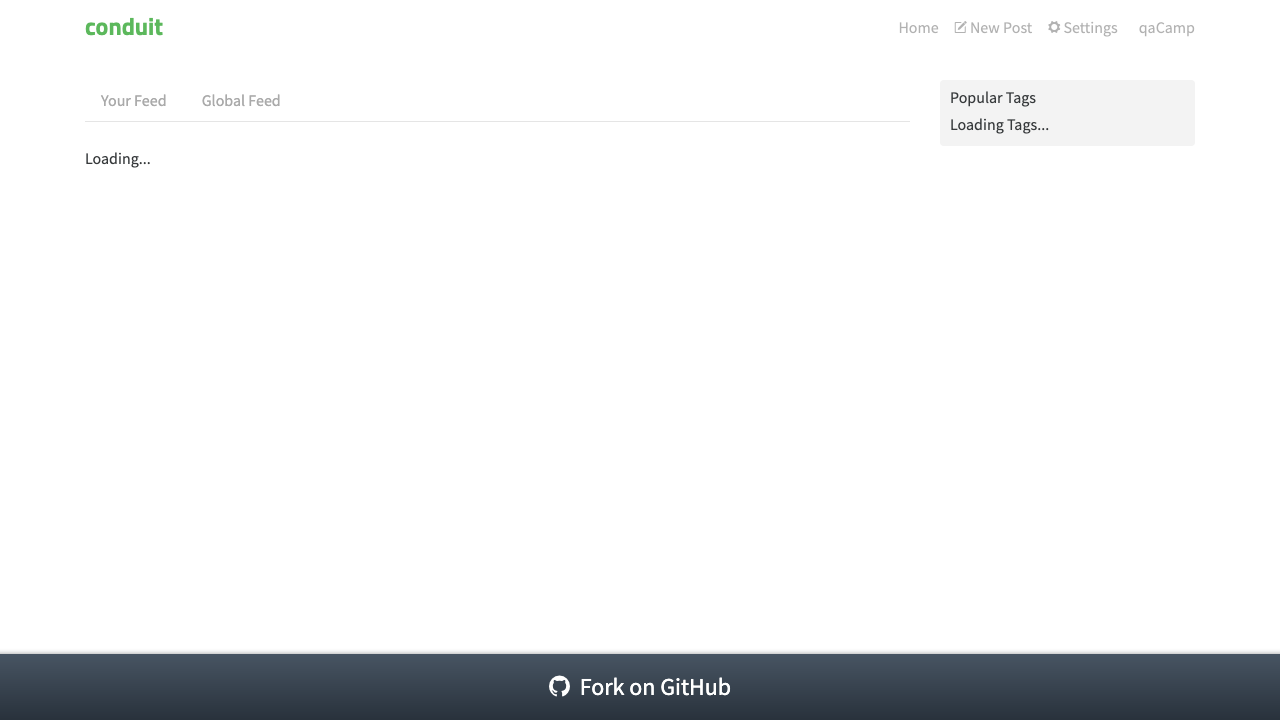 conduit
Home New Post Settings qaCamp
Your Feed Global Feed
Popular Tags
Loading Tags...
Loading...
Fork on GitHub